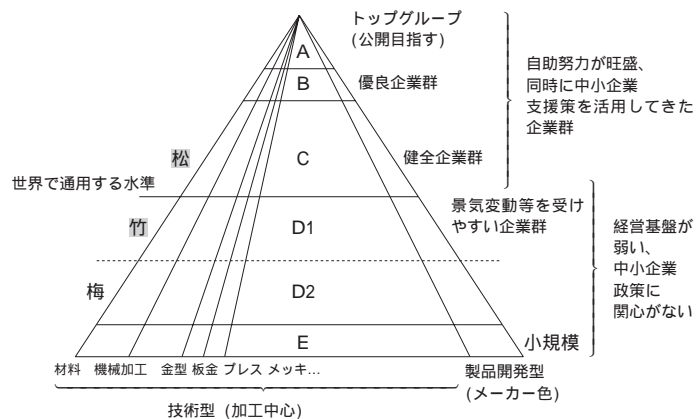 トップグループ
(公開目指す)
A
B
優良企業群
自助努力が旺盛、
同時に中小企業
支援策を活用してきた
企業群
松
C
健全企業群
世界で通用する水準
竹
D1
景気変動等を受け
やすい企業群
経営基盤が
弱い、
中小企業
政策に
関心がない
梅
D2
E
小規模
材料 機械加工 金型 板金 プレス メッキ…
製品開発型
(メーカー色)
技術型 (加工中心)